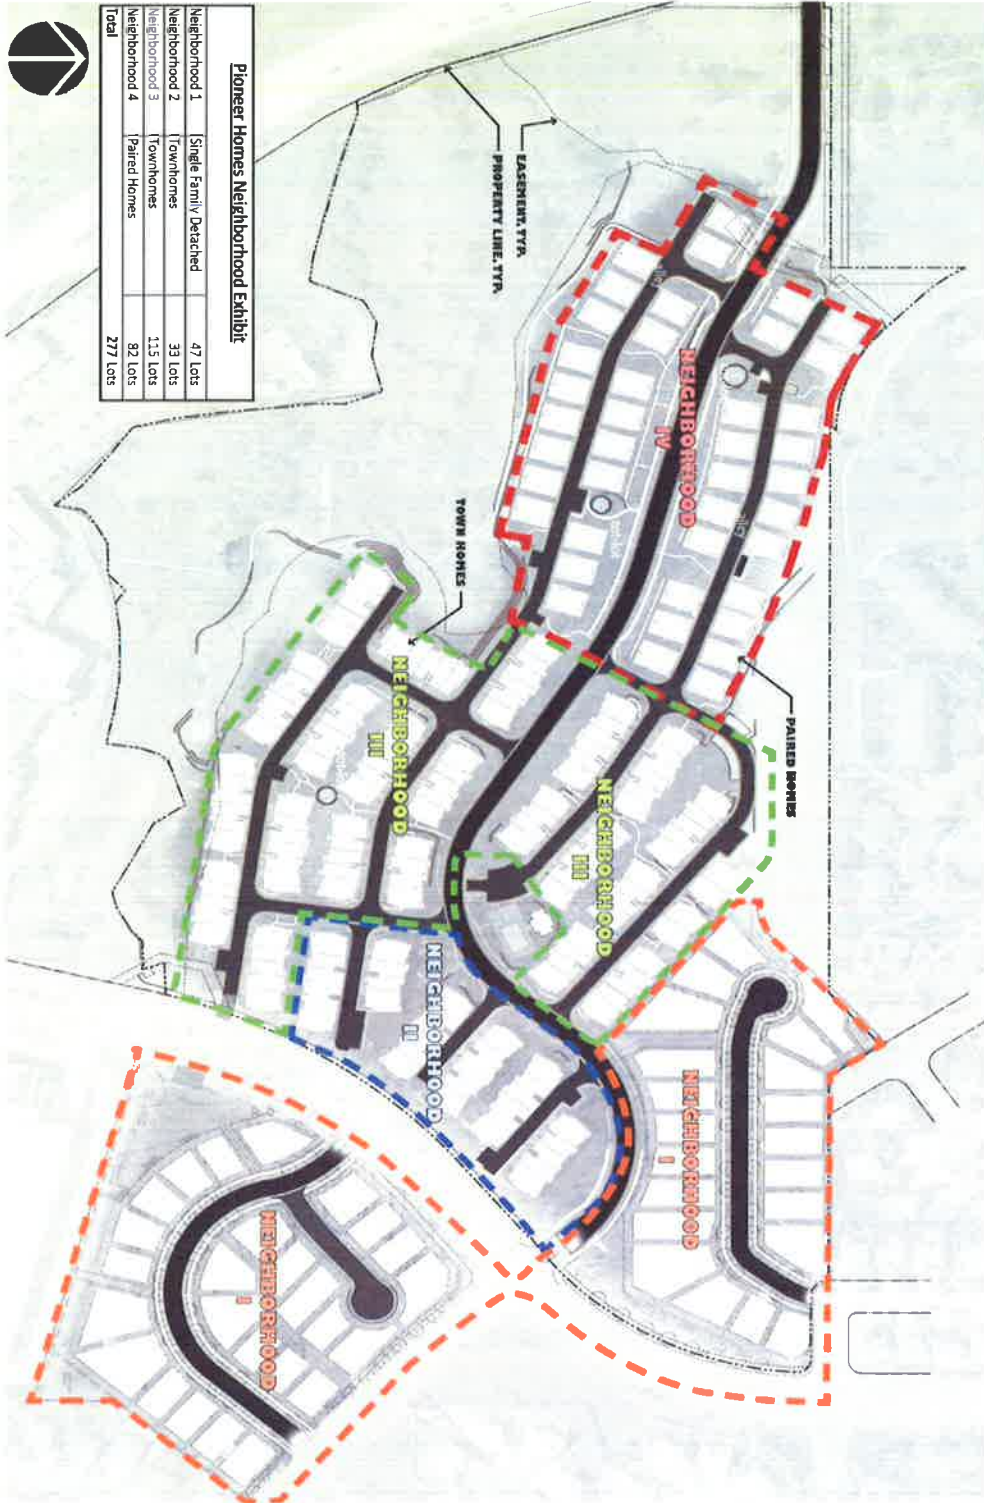 Pioneer Homes Neighborhood Exhibit
Neighborhood 1 Single Family Detached 47 Lots
Neighborhood 2 Townhomes 33 Lots
Neighborhood 3 Townhomes 115 Lots
Neighborhood 4 Paired Homes 82 Lots
Total 277 Lots
EASEMENT, TYP.
PROPERTY LINE, TYP.
NEIGHBORHOOD
IV
TOWN HOMES
PAIRED HOMES
NEIGHBORHOOD
III
NEIGHBORHOOD
III
NEIGHBORHOOD
II
NEIGHBORHOOD
I
NEIGHBORHOOD
I